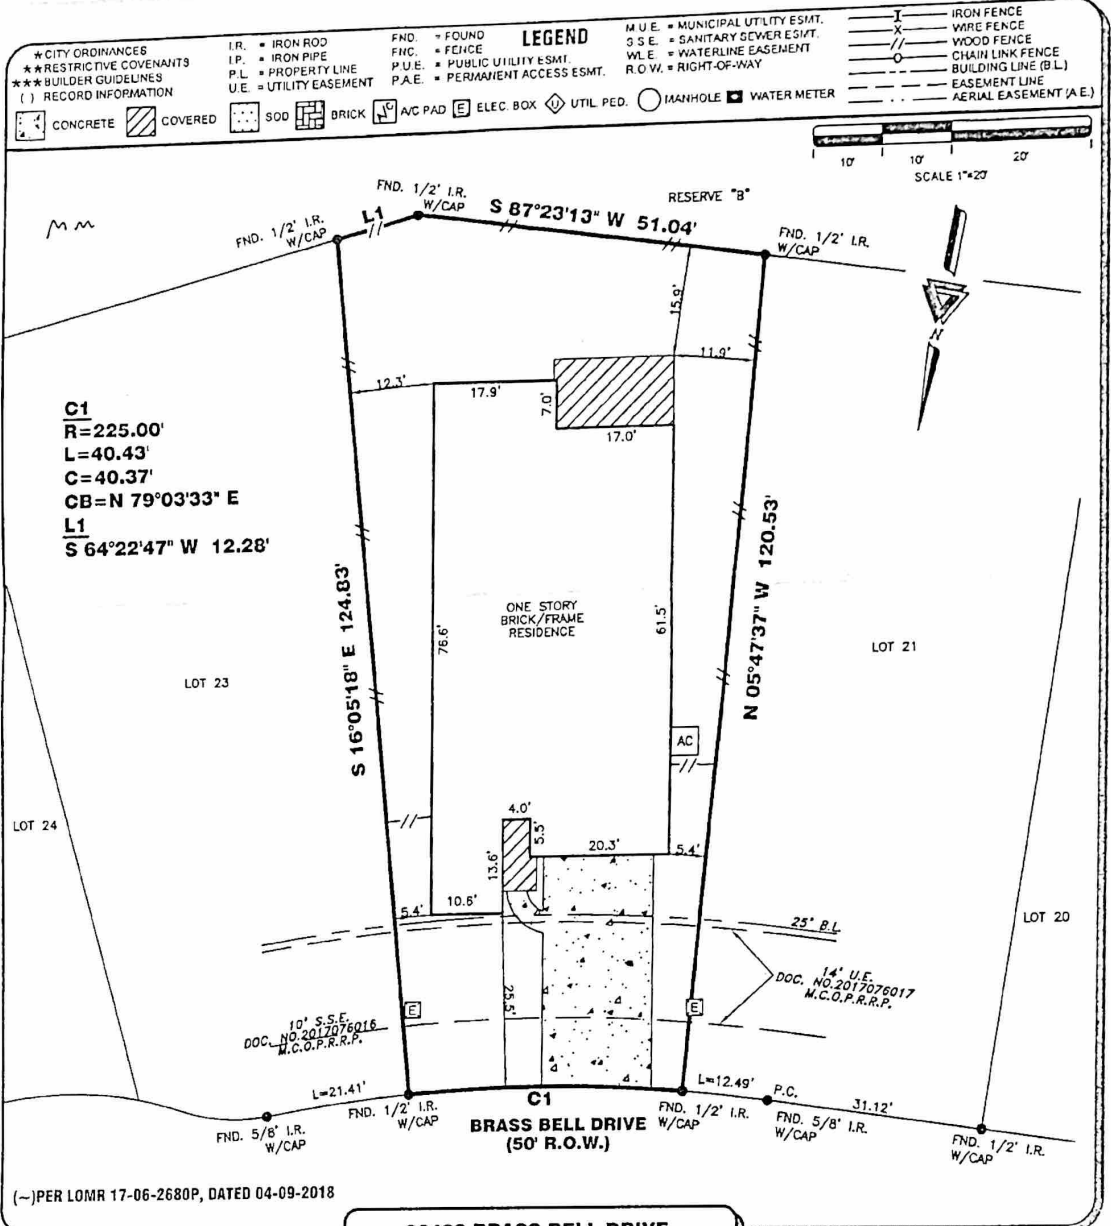 LEGEND
*CITY ORDINANCES
**RESTRICTIVE COVENANTS
***BUILDER GUIDELINES
( ) RECORD INFORMATION
I.R. = IRON ROD
I.P. = IRON PIPE
P.L = PROPERTY LINE
U.E. = UTILITY EASEMENT
FND. = FOUND
FNC. = FENCE
P.U.E. = PUBLIC UTILITY ESMT.
P.A.E. = PERMANENT ACCESS ESMT.
M.U.E. = MUNICIPAL UTILITY ESMT.
S.S.E. = SANITARY SEWER ESMT.
W.L.E. = WATERLINE EASEMENT
R.O.W. = RIGHT-OF-WAY
I IRON FENCE
X WIRE FENCE
// WOOD FENCE
O CHAIN LINK FENCE
BUILDING LINE (B.L.)
EASEMENT LINE
AERIAL EASEMENT (A.E.)
CONCRETE COVERED SOD BRICK A/C PAD E ELEC. BOX U UTIL. PED. MANHOLE WATER METER
10' 10' 20'
SCALE 1"=20'
RESERVE "B"
FND. 1/2' I.R.
W/CAP
L1
S 87°23'13" W 51.04'
FND. 1/2' I.R.
W/CAP
FND. 1/2' I.R.
W/CAP
N
15.9'
11.9'
12.3'
17.9'
7.0'
17.0'
C1
R=225.00'
L=40.43'
C=40.37'
CB=N 79°03'33" E
L1
S 64°22'47" W 12.28'
S 16°05'18" E 124.83'
76.6'
ONE STORY
BRICK/FRAME
RESIDENCE
61.5'
N 05°47'37" W 120.53'
LOT 21
LOT 23
AC
LOT 24
4.0'
5.5'
20.3'
5.4'
13.6'
10.6'
5.4'
25' B.L.
LOT 20
14' U.E.
DOC. NO.2017076017
M.C.O.P.R.R.P.
E
E
25.5'
10' S.S.E.
DOC. NO.2017076016
M.C.O.P.R.R.P.
L=21.41'
FND. 5/8' I.R.
W/CAP
FND. 1/2' I.R.
W/CAP
C1
BRASS BELL DRIVE
(50' R.O.W.)
L=12.49'
FND. 1/2' I.R.
W/CAP
P.C.
FND. 5/8' I.R.
W/CAP
31.12'
FND. 1/2' I.R.
W/CAP
(~)PER LOMR 17-06-2680P, DATED 04-09-2018
BRASS BELL DRIVE